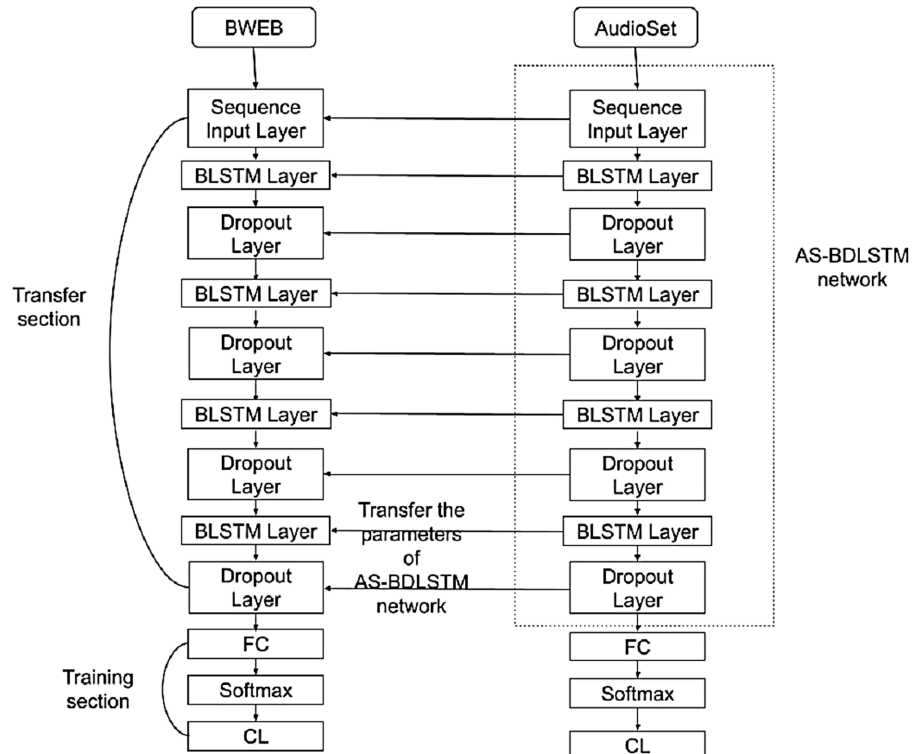 BWEB
AudioSet
Sequence
Input Layer
Sequence
Input Layer
BLSTM Layer
BLSTM Layer
Dropout
Layer
Dropout
Layer
AS-BDLSTM
network
Transfer
section
BLSTM Layer
BLSTM Layer
Dropout
Layer
Dropout
Layer
BLSTM Layer
BLSTM Layer
Dropout
Layer
Dropout
Layer
Transfer the
parameters
of
AS-BDLSTM
network
BLSTM Layer
BLSTM Layer
Dropout
Layer
Dropout
Layer
Training
section
FC
FC
Softmax
Softmax
CL
CL